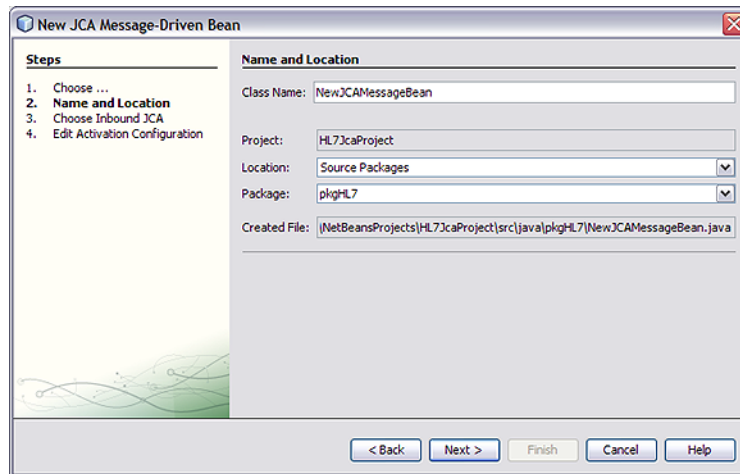 New JCA Message-Driven Bean
Steps
1. Choose ...
2. Name and Location
3. Choose Inbound JCA
4. Edit Activation Configuration
Name and Location
Class Name: NewJCAMessageBean
Project: HL7JcaProject
Location: Source Packages
Package: pkgHL7
Created File: \NetBeansProjects\HL7JcaProject\src\java\pkgHL7\NewJCAMessageBean.java
< Back Next > Finish Cancel Help